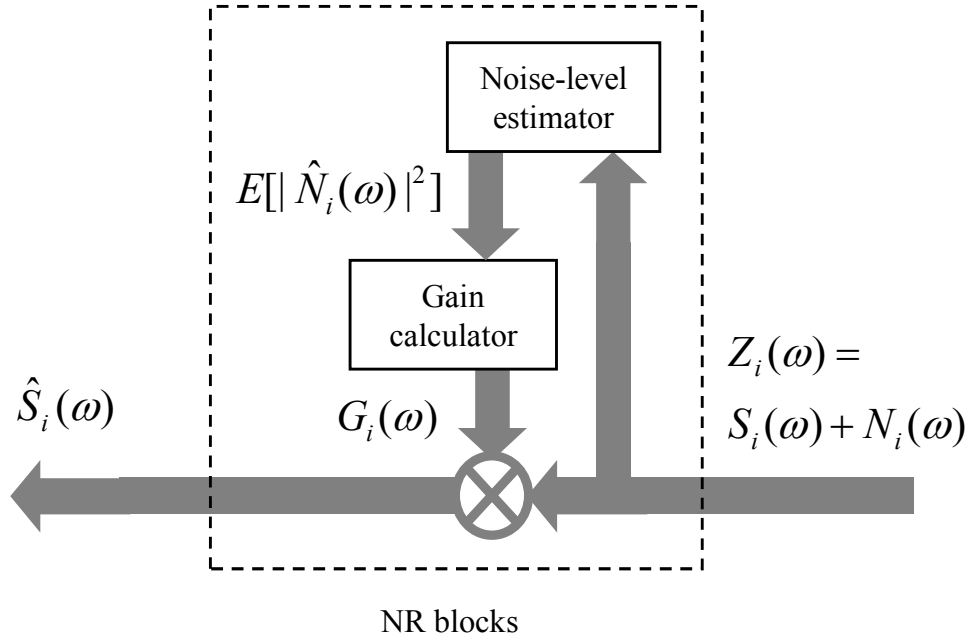 Noise-level
estimator
E[| N̂_i(ω) |²]
Gain
calculator
Ŝ_i(ω)
G_i(ω)
Z_i(ω) =
S_i(ω) + N_i(ω)
NR blocks